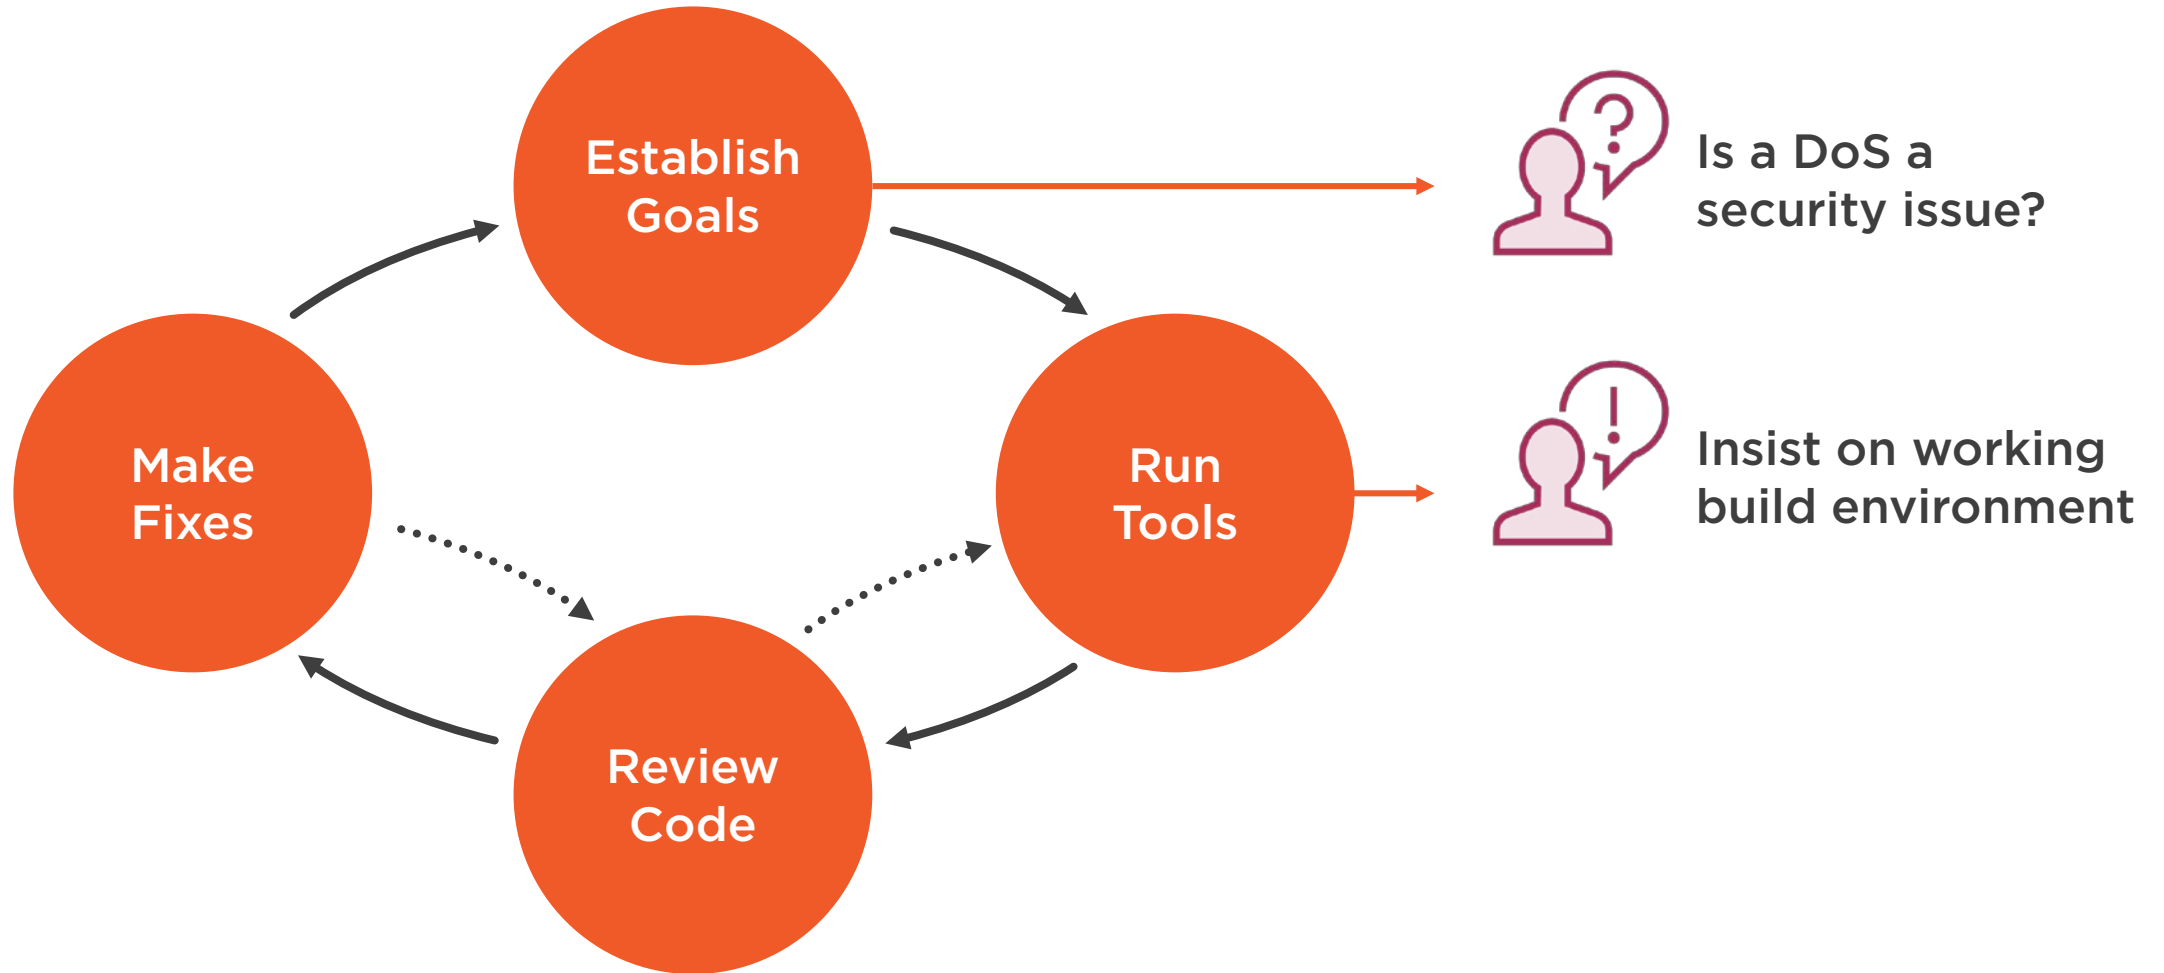 Establish
Goals
Is a DoS a
security issue?
Make
Fixes
Run
Tools
Insist on working
build environment
Review
Code